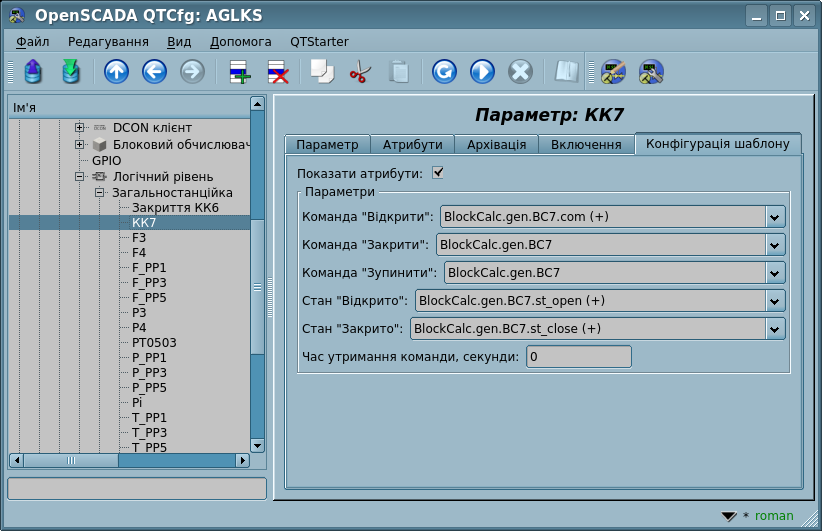 OpenSCADA QTCfg: AGLKS
Файл Редагування Вид Допомога QTStarter
Ім'я
DCON клієнт
Блоковий обчислювач
GPIO
Логічний рівень
Загальностанційка
Закриття КК6
КК7
F3
F4
F_PP1
F_PP3
F_PP5
P3
P4
PT0503
P_PP1
P_PP3
P_PP5
Pi
T_PP1
T_PP3
T_PP5
Параметр: КК7
Параметр Атрибути Архівація Включення Конфігурація шаблону
Показати атрибути:
Параметри
Команда "Відкрити": BlockCalc.gen.BC7.com (+)
Команда "Закрити": BlockCalc.gen.BC7
Команда "Зупинити": BlockCalc.gen.BC7
Стан "Відкрито": BlockCalc.gen.BC7.st_open (+)
Стан "Закрито": BlockCalc.gen.BC7.st_close (+)
Час утримання команди, секунди: 0
* roman